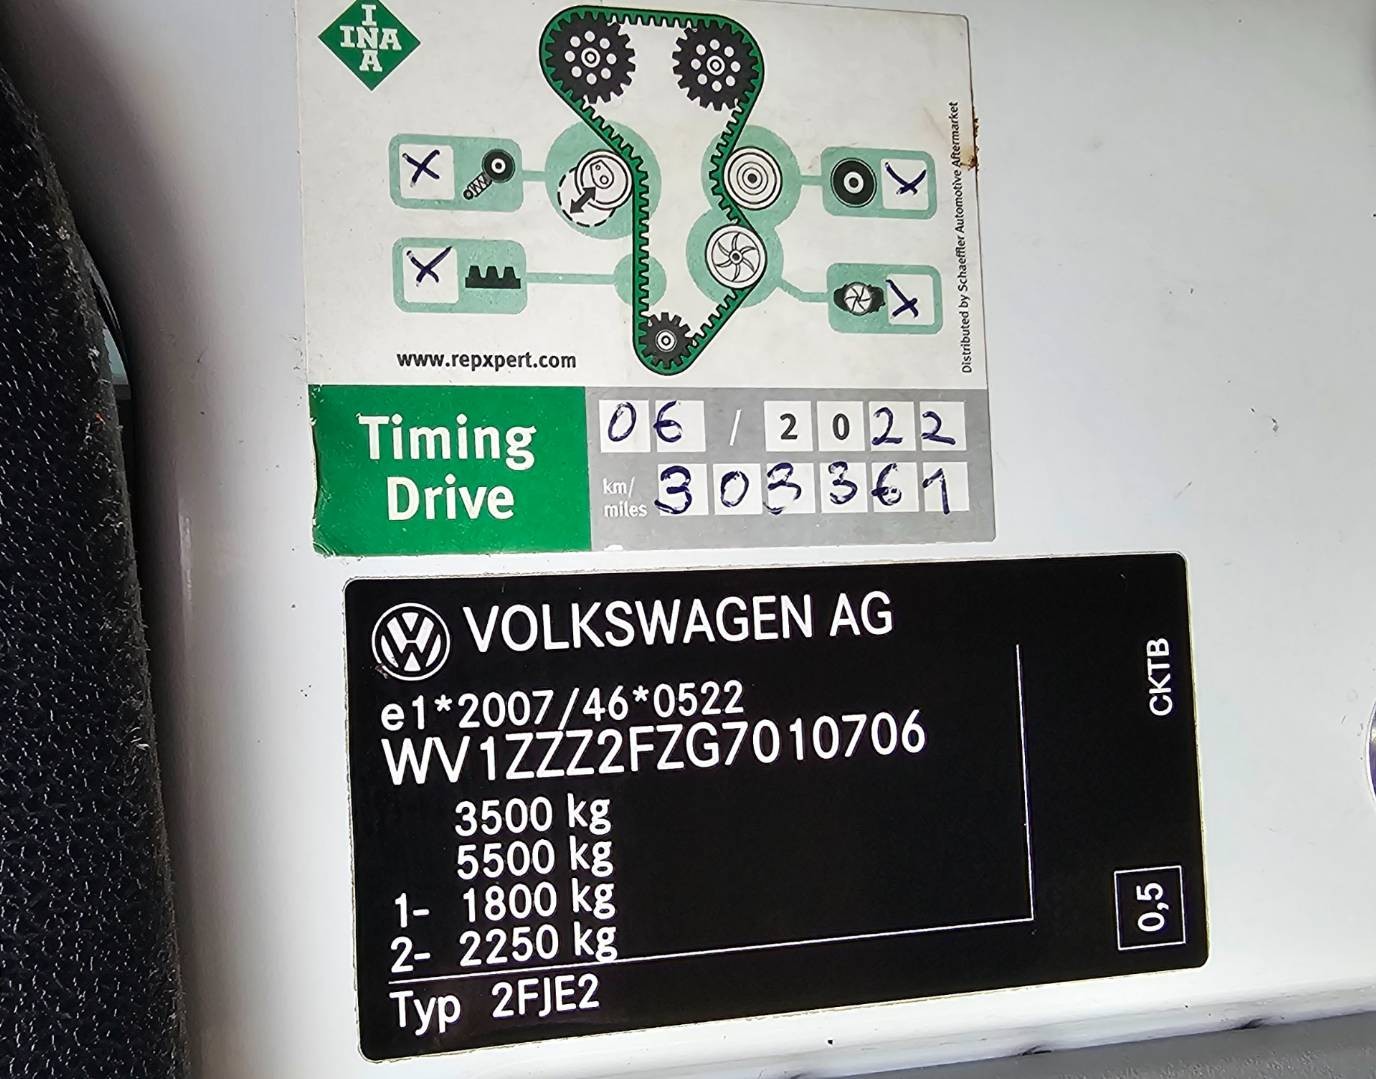 I
INA
A
www.repxpert.com
Distributed by Schaeffler Automotive Aftermarket
Timing
Drive
06 / 2022
km/
miles
303361
VOLKSWAGEN AG
e1*2007/46*0522
WV1ZZZ2FZG7010706
3500 kg
5500 kg
1- 1800 kg
2- 2250 kg
Typ 2FJE2
CKTB
0,5